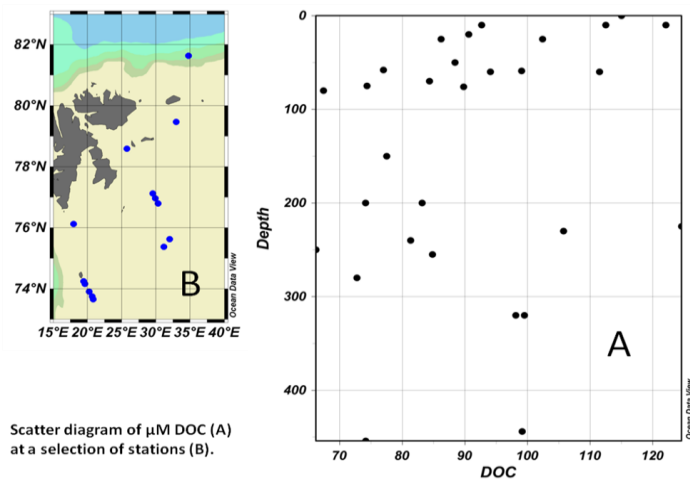 82°N
80°N
78°N
76°N
74°N
15°E 20°E 25°E 30°E 35°E 40°E
B
Ocean Data View
0
100
200
300
400
Depth
70 80 90 100 110 120
DOC
A
Ocean Data View
Scatter diagram of µM DOC (A)
at a selection of stations (B).